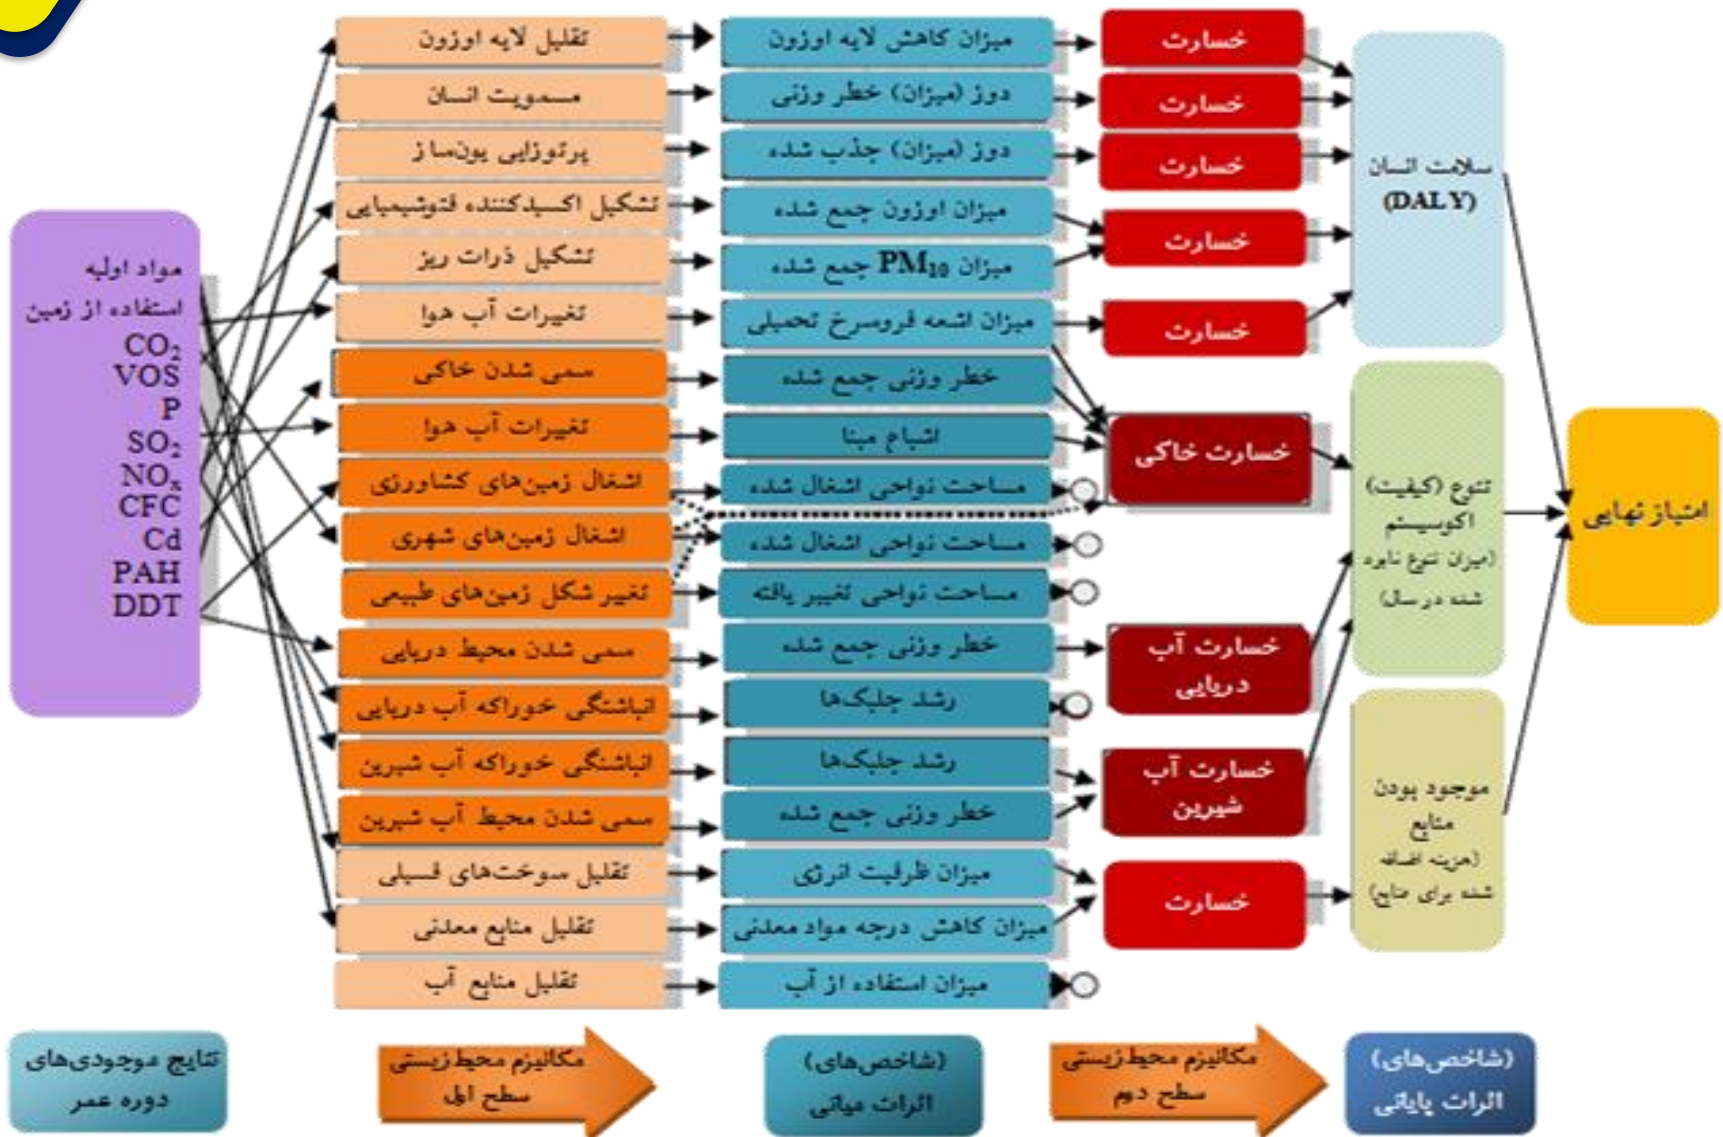 مواد اولیه
استفاده از زمین
CO₂
VOS
P
SO₂
NOₓ
CFC
Cd
PAH
DDT
تقلیل لایه اوزون
مسمویت انسان
پرتوزایی یون‌ساز
تشکیل اکسیدکننده فتوشیمیایی
تشکیل ذرات ریز
تغییرات آب هوا
سمی شدن خاکی
تغییرات آب هوا
اشغال زمین‌های کشاورزی
اشغال زمین‌های شهری
تغییر شکل زمین‌های طبیعی
سمی شدن محیط دریایی
انباشتگی خوراکه آب دریایی
انباشتگی خوراکه آب شیرین
سمی شدن محیط آب شیرین
تقلیل سوخت‌های فسیلی
تقلیل منابع معدنی
تقلیل منابع آب
میزان کاهش لایه اوزون
دوز (میزان) خطر وزنی
دوز (میزان) جذب شده
میزان اوزون جمع شده
میزان PM₁₀ جمع شده
میزان اشعه فروسرخ تحمیلی
خطر وزنی جمع شده
اشباع مبنا
مساحت نواحی اشغال شده
مساحت نواحی اشغال شده
مساحت نواحی تغییر یافته
خطر وزنی جمع شده
رشد جلبک‌ها
رشد جلبک‌ها
خطر وزنی جمع شده
میزان ظرفیت انرژی
میزان کاهش درجه مواد معدنی
میزان استفاده از آب
خسارت
خسارت
خسارت
خسارت
خسارت
خسارت خاکی
خسارت آب
دریایی
خسارت آب
شیرین
خسارت
سلامت انسان
(DALY)
تنوع (کیفیت)
اکوسیستم
(میزان تنوع نابود
شده در سال)
موجود بودن
منابع
(هزینه اضافه
شده برای منابع)
امتیاز نهایی
نتایج موجودی‌های
دوره عمر
مکانیزم محیط‌زیستی
سطح اول
(شاخص‌های)
اثرات میانی
مکانیزم محیط‌زیستی
سطح دوم
(شاخص‌های)
اثرات پایانی